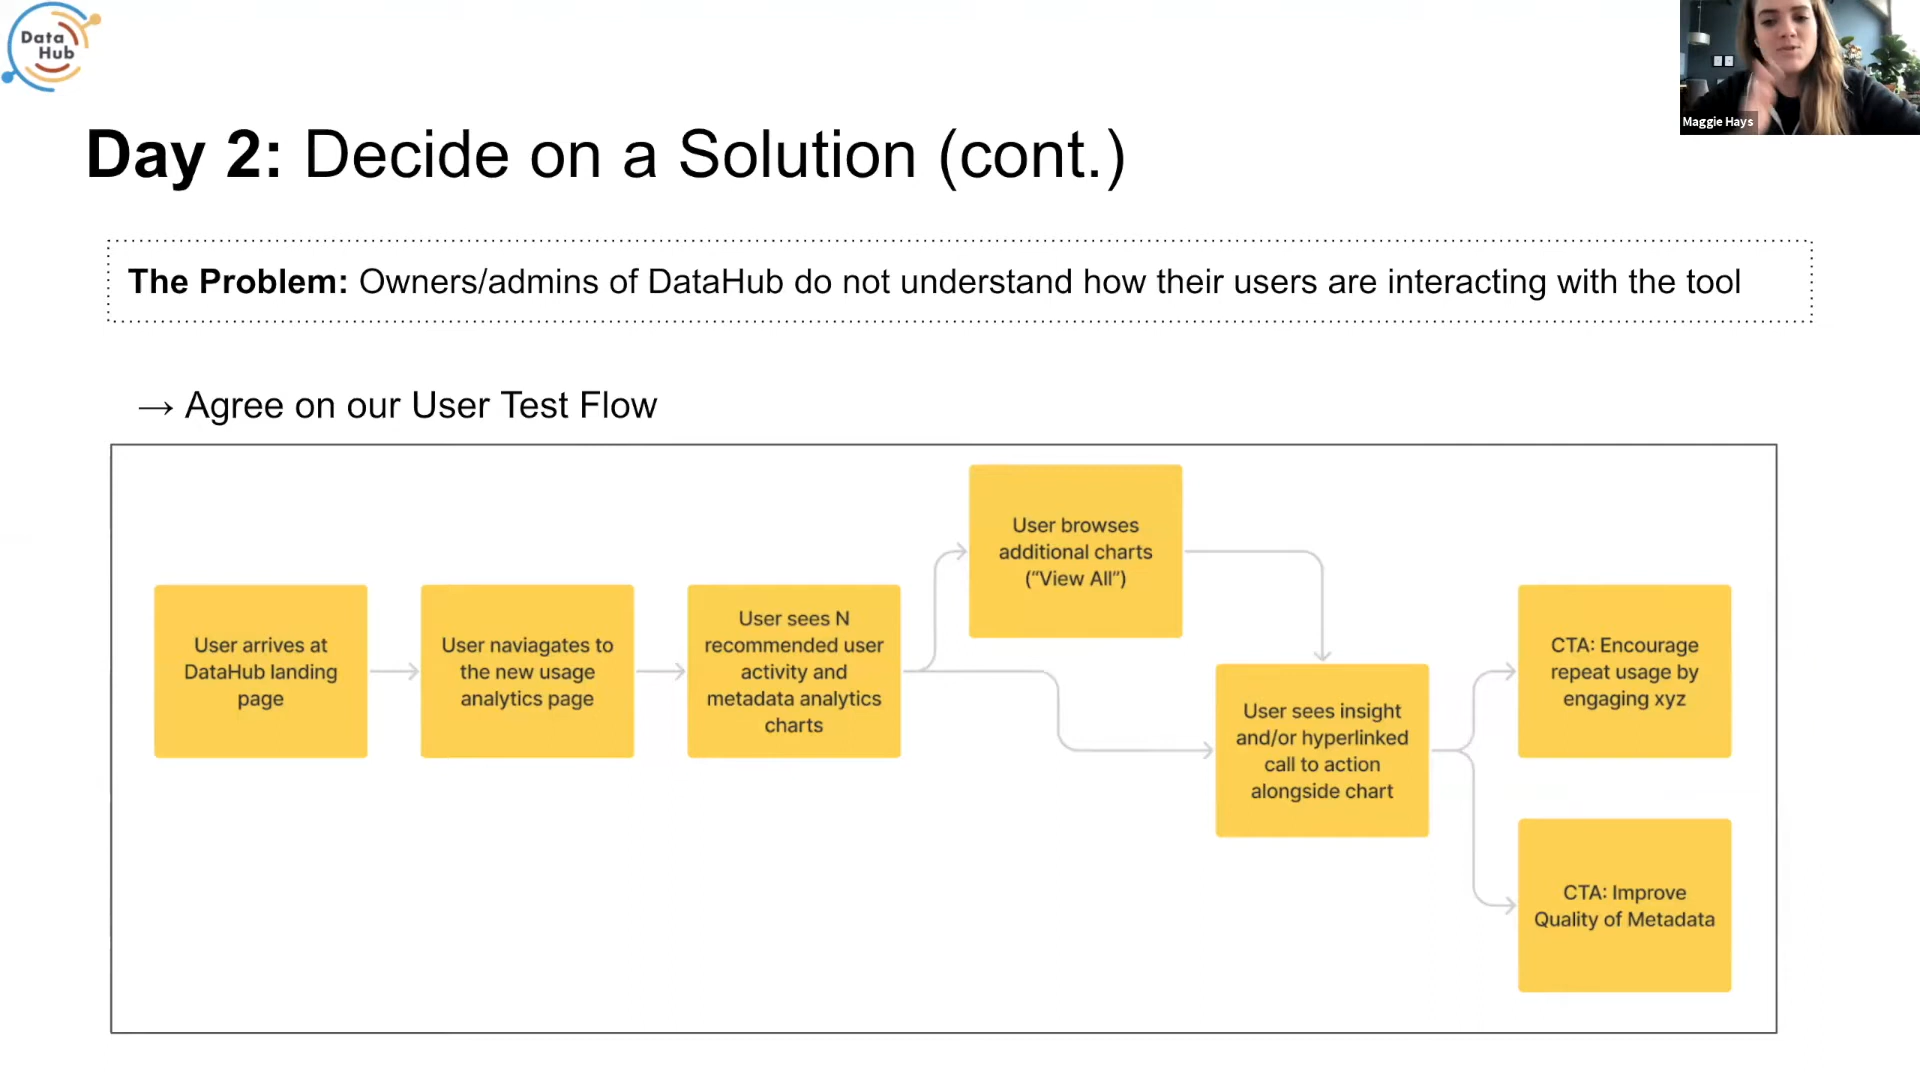 Data
Hub
Maggie Hays
Day 2: Decide on a Solution (cont.)
The Problem: Owners/admins of DataHub do not understand how their users are interacting with the tool
→ Agree on our User Test Flow
User arrives at
DataHub landing
page
User naviagates to
the new usage
analytics page
User sees N
recommended user
activity and
metadata analytics
charts
User browses
additional charts
(“View All”)
User sees insight
and/or hyperlinked
call to action
alongside chart
CTA: Encourage
repeat usage by
engaging xyz
CTA: Improve
Quality of Metadata